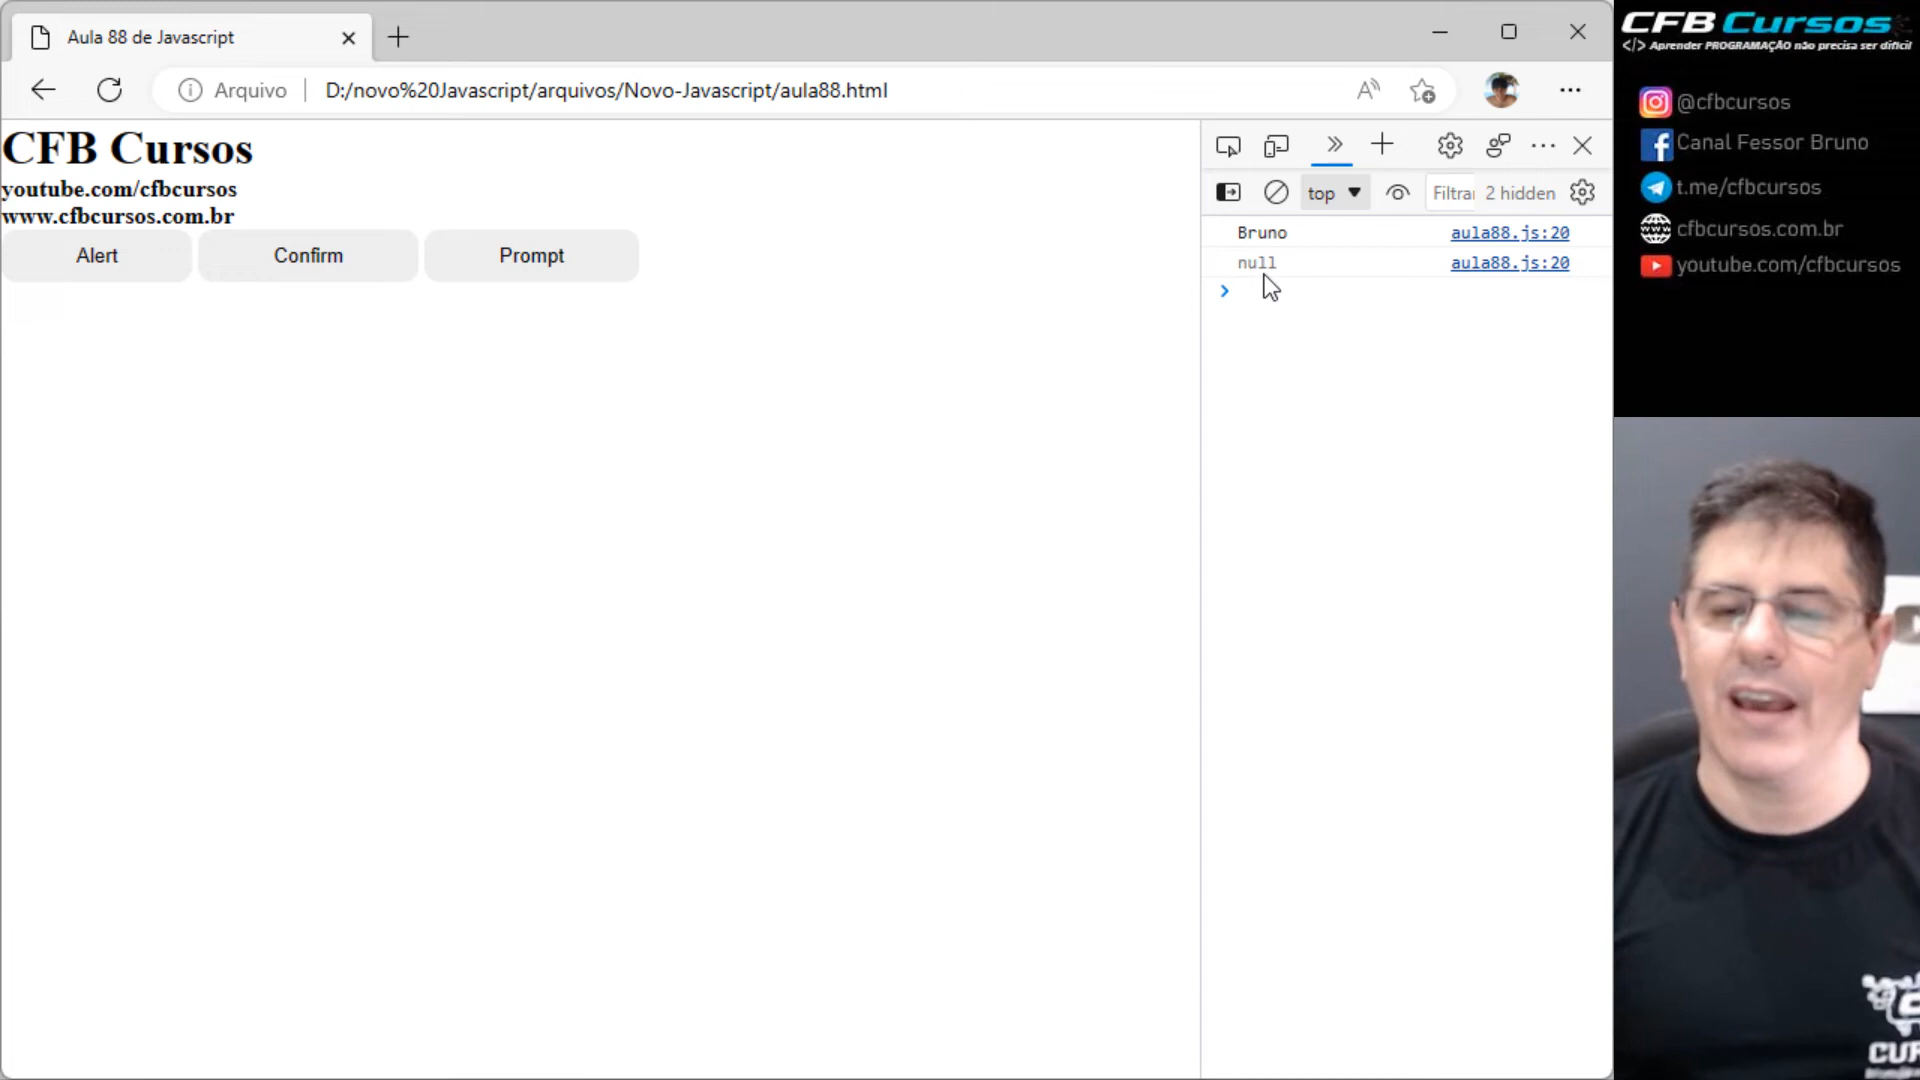 Aula 88 de Javascript
Arquivo
D:/novo%20Javascript/arquivos/Novo-Javascript/aula88.html
CFB Cursos
youtube.com/cfbcursos
www.cfbcursos.com.br
Alert Confirm Prompt
top Filtrar 2 hidden
Bruno aula88.js:20
null aula88.js:20
CFB Cursos
</> Aprender PROGRAMAÇÃO não precisa ser difícil
@cfbcursos
Canal Fessor Bruno
t.me/cfbcursos
cfbcursos.com.br
youtube.com/cfbcursos